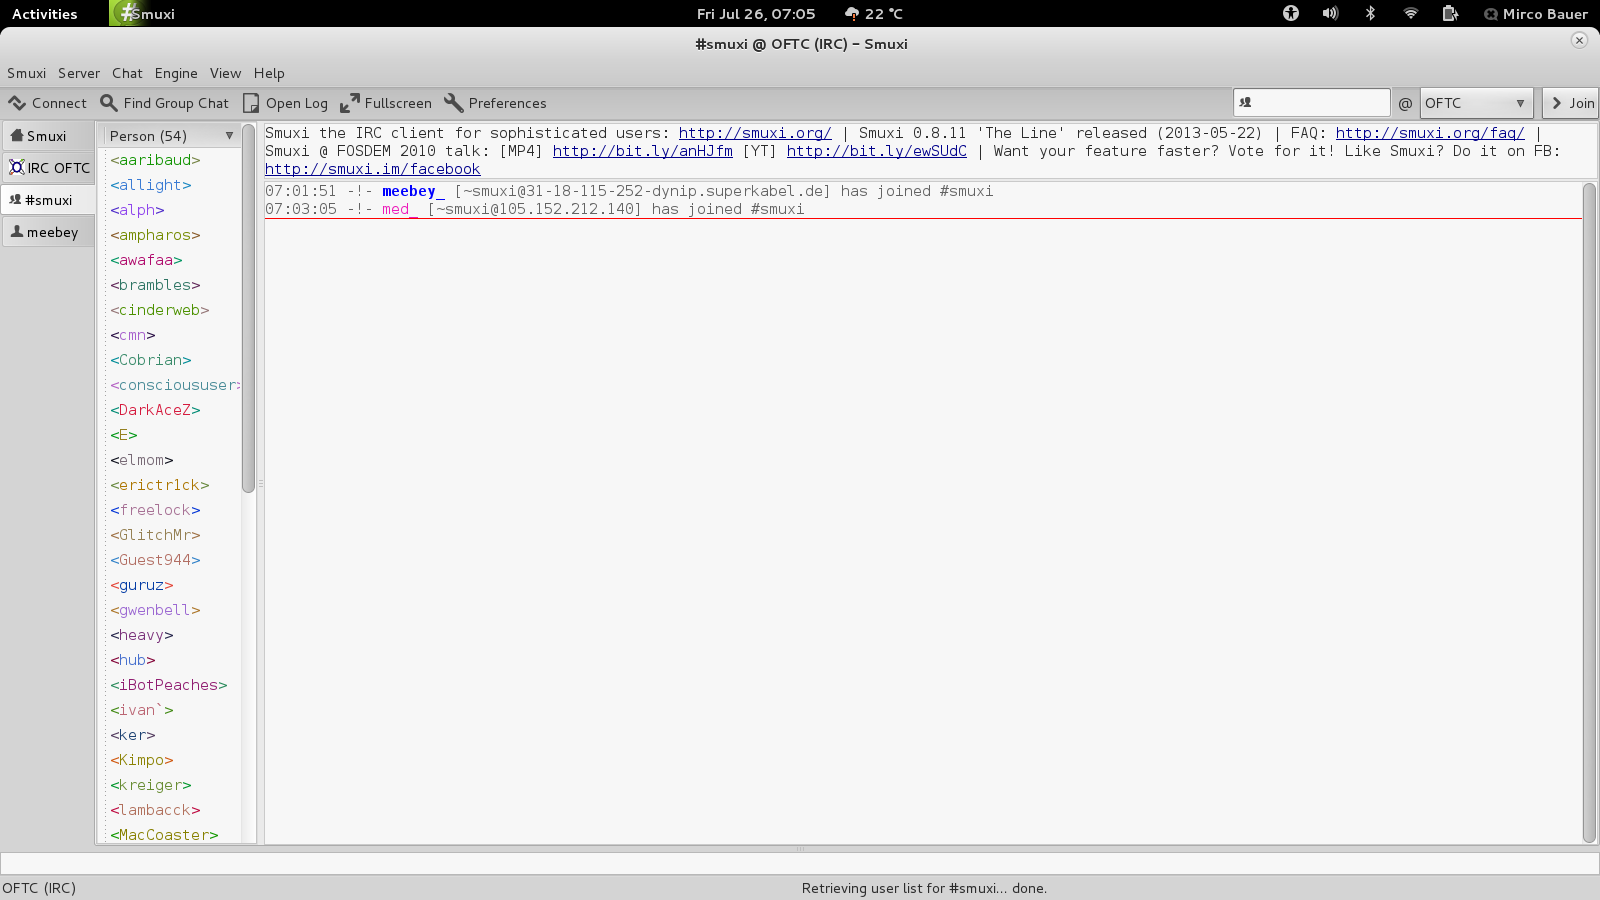 Activities Smuxi Fri Jul 26, 07:05 22 °C Mirco Bauer
#smuxi @ OFTC (IRC) – Smuxi
Smuxi Server Chat Engine View Help
Connect Find Group Chat Open Log Fullscreen Preferences @ OFTC Join
Smuxi
IRC OFTC
#smuxi
meebey
Person (54)
<aaribaud>
<allight>
<alph>
<ampharos>
<awafaa>
<brambles>
<cinderweb>
<cmn>
<Cobrian>
<conscioususer>
<DarkAceZ>
<E>
<elmom>
<erictr1ck>
<freelock>
<GlitchMr>
<Guest944>
<guruz>
<gwenbell>
<heavy>
<hub>
<iBotPeaches>
<ivan`>
<ker>
<Kimpo>
<kreiger>
<lambacck>
<MacCoaster>
Smuxi the IRC client for sophisticated users: http://smuxi.org/ | Smuxi 0.8.11 'The Line' released (2013-05-22) | FAQ: http://smuxi.org/faq/ |
Smuxi @ FOSDEM 2010 talk: [MP4] http://bit.ly/anHJfm [YT] http://bit.ly/ewSUdC | Want your feature faster? Vote for it! Like Smuxi? Do it on FB:
http://smuxi.im/facebook
07:01:51 -!- meebey_ [~smuxi@31-18-115-252-dynip.superkabel.de] has joined #smuxi
07:03:05 -!- med_ [~smuxi@105.152.212.140] has joined #smuxi
OFTC (IRC) Retrieving user list for #smuxi... done.